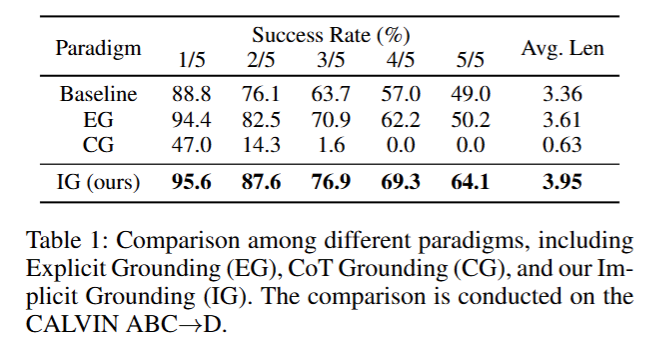 Paradigm Success Rate (%) Avg. Len
1/5 2/5 3/5 4/5 5/5
Baseline 88.8 76.1 63.7 57.0 49.0 3.36
EG 94.4 82.5 70.9 62.2 50.2 3.61
CG 47.0 14.3 1.6 0.0 0.0 0.63
IG (ours) 95.6 87.6 76.9 69.3 64.1 3.95
Table 1: Comparison among different paradigms, including
Explicit Grounding (EG), CoT Grounding (CG), and our Im-
plicit Grounding (IG). The comparison is conducted on the
CALVIN ABC→D.